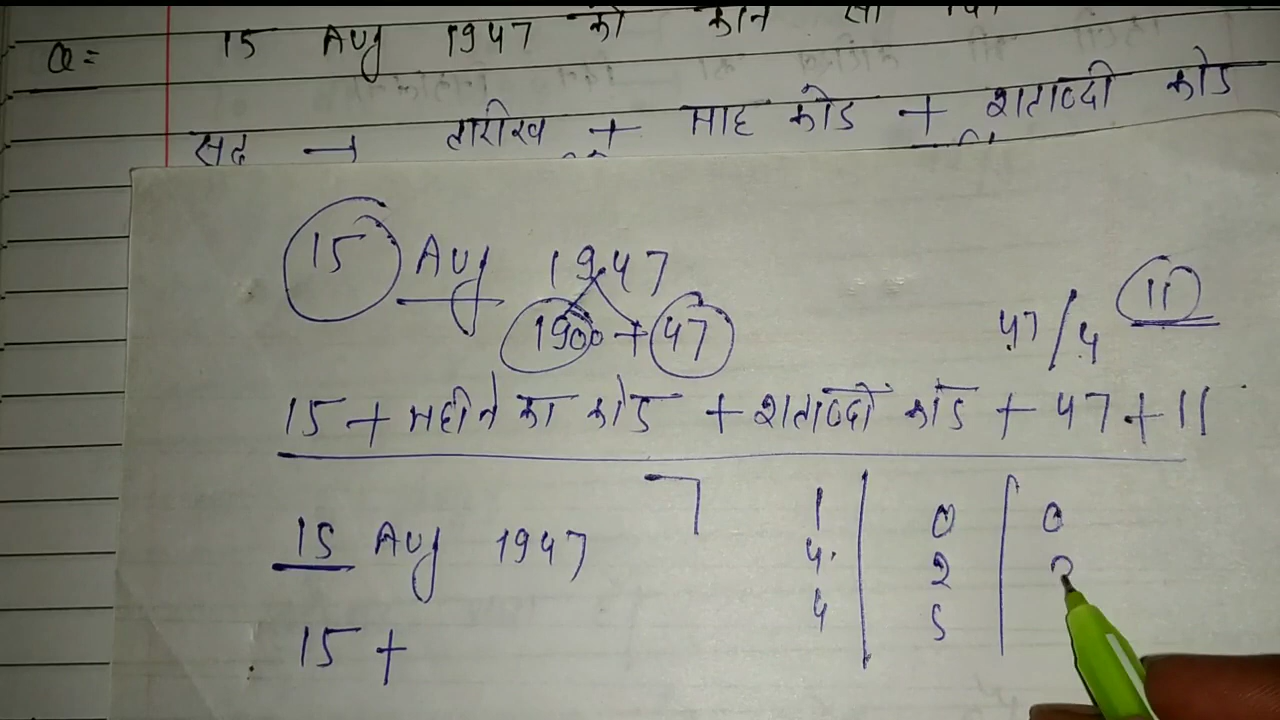 Q= 15 Aug 1947 को कौन सा
सूत्र → तारीख + माह कोड + शताब्दी कोड
15 Aug 1947
1900 + 47
47/4 11
15 + महीने का कोड + शताब्दी कोड + 47 + 11
15 Aug 1947
1 0 0
4. 2
4 5
15 +